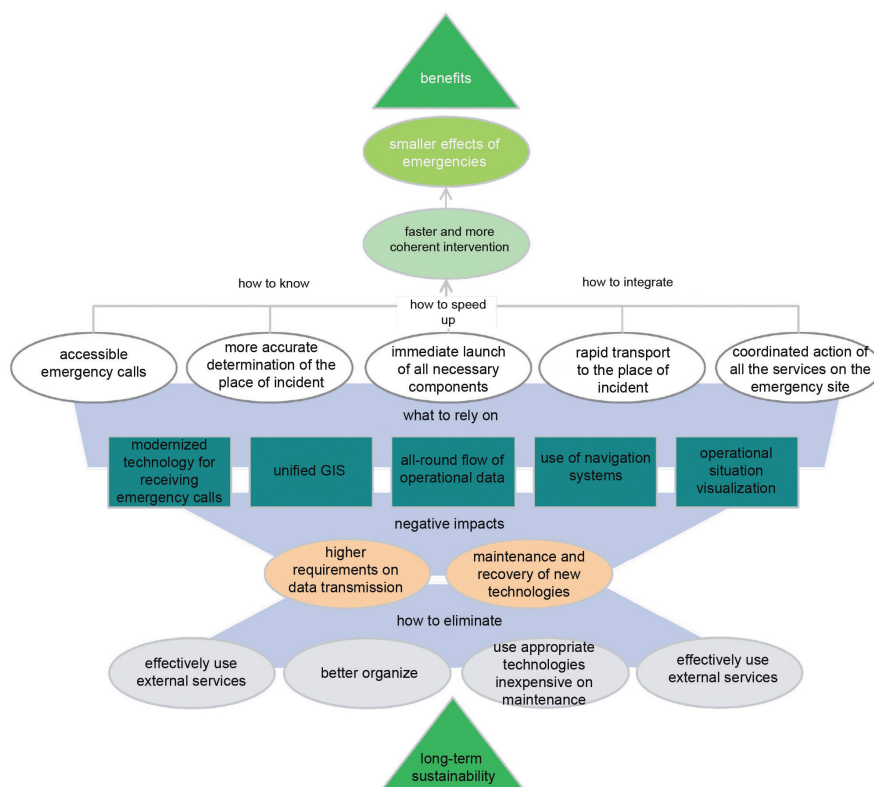 benefits
smaller effects of
emergencies
faster and more
coherent intervention
how to know
how to integrate
how to speed
up
accessible
emergency calls
more accurate
determination of the
place of incident
immediate launch
of all necessary
components
rapid transport
to the place of
incident
coordinated action of
all the services on the
emergency site
what to rely on
modernized
technology for
receiving
emergency calls
unified GIS
all-round flow of
operational data
use of navigation
systems
operational
situation
visualization
negative impacts
higher
requirements on
data transmission
maintenance and
recovery of new
technologies
how to eliminate
effectively use
external services
better organize
use appropriate
technologies
inexpensive on
maintenance
effectively use
external services
long-term
sustainability